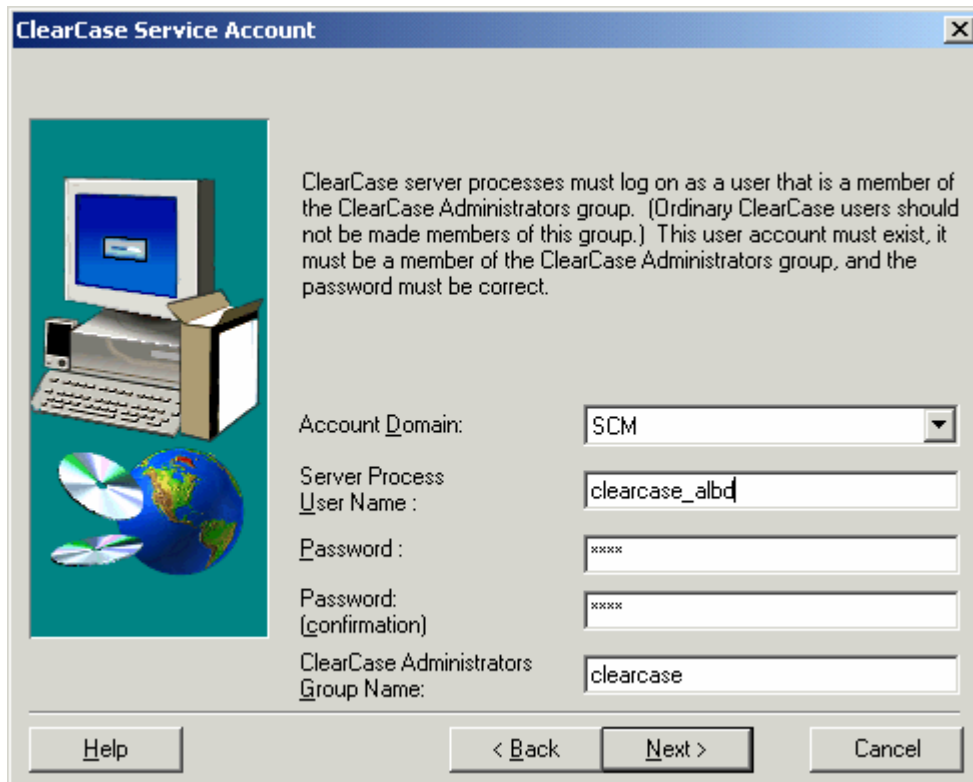 ClearCase Service Account
ClearCase server processes must log on as a user that is a member of
the ClearCase Administrators group. (Ordinary ClearCase users should
not be made members of this group.) This user account must exist, it
must be a member of the ClearCase Administrators group, and the
password must be correct.
Account Domain:
SCM
Server Process
User Name :
clearcase_albd
Password :
****
Password:
(confirmation)
****
ClearCase Administrators
Group Name:
clearcase
Help
< Back
Next >
Cancel